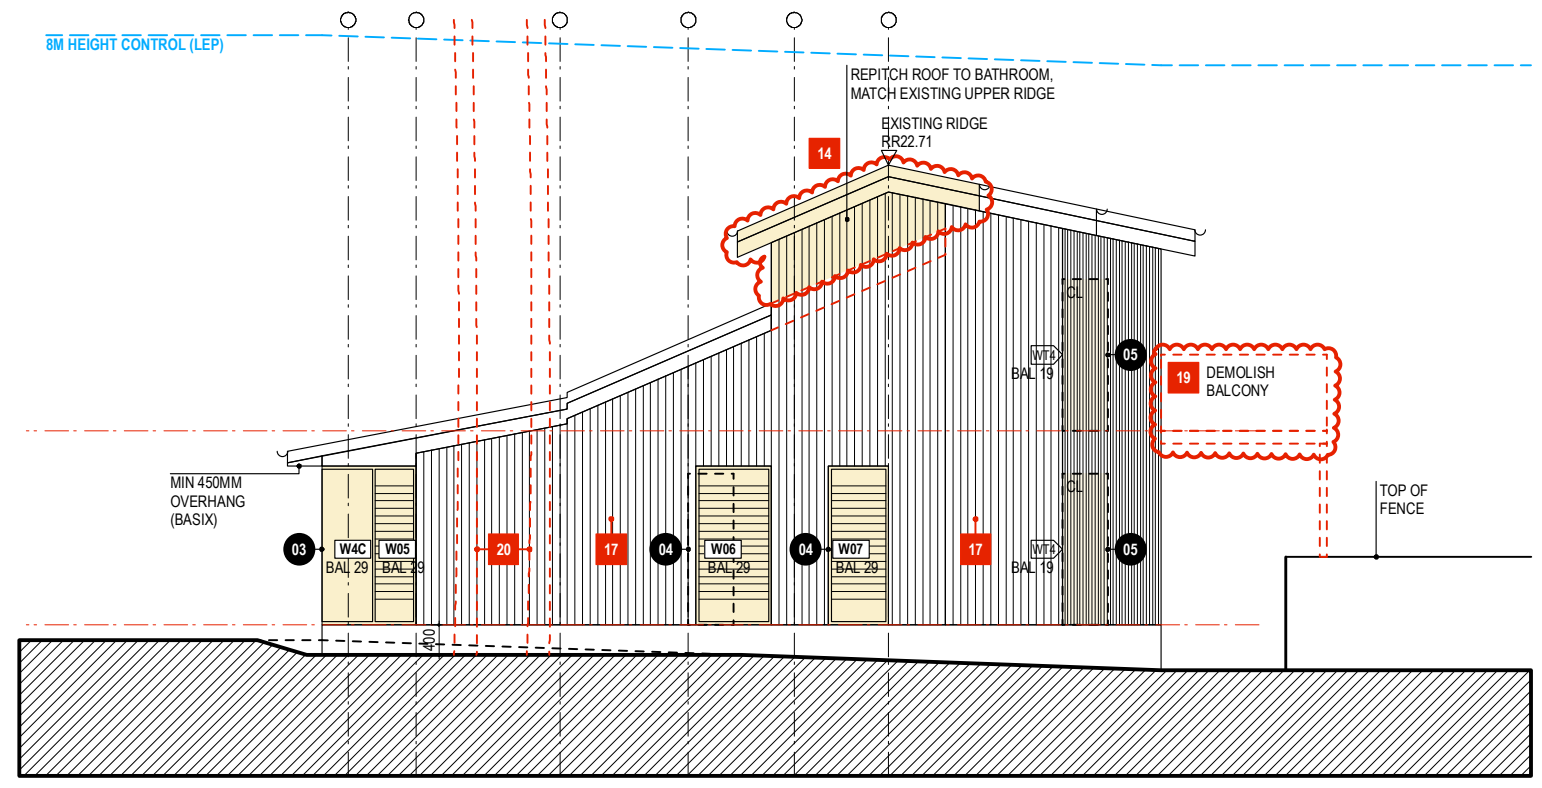 8M HEIGHT CONTROL (LEP)
REPITCH ROOF TO BATHROOM,
MATCH EXISTING UPPER RIDGE
EXISTING RIDGE
RR22.71
14
CL
WT4
BAL 19
05
19
DEMOLISH
BALCONY
MIN 450MM
OVERHANG
(BASIX)
CL
TOP OF
FENCE
03
W4C
BAL 29
W05
BAL 29
20
17
04
W06
BAL 29
04
W07
BAL 29
17
WT4
BAL 19
05
400